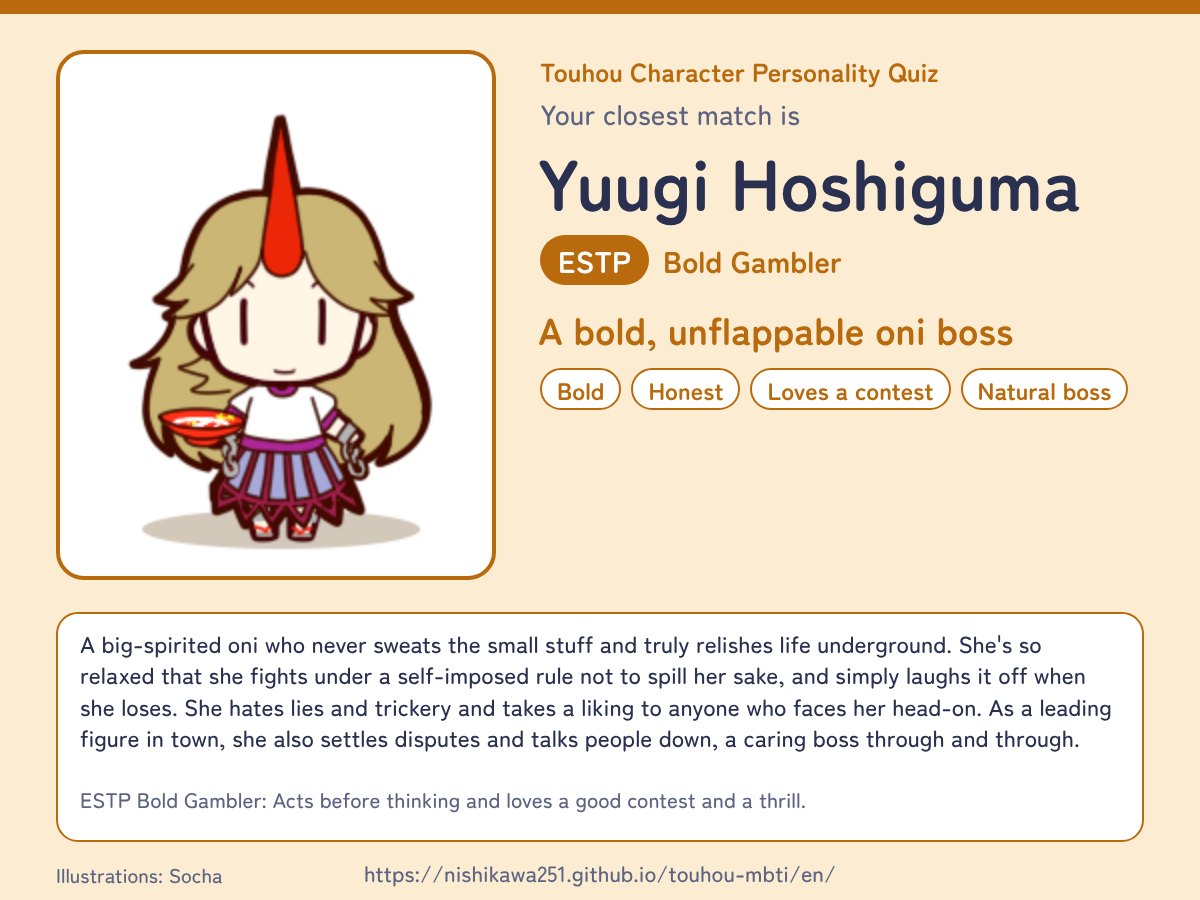 Touhou Character Personality Quiz
Your closest match is
Yuugi Hoshiguma
ESTP Bold Gambler
A bold, unflappable oni boss
Bold Honest Loves a contest Natural boss
A big-spirited oni who never sweats the small stuff and truly relishes life underground. She's so
relaxed that she fights under a self-imposed rule not to spill her sake, and simply laughs it off when
she loses. She hates lies and trickery and takes a liking to anyone who faces her head-on. As a leading
figure in town, she also settles disputes and talks people down, a caring boss through and through.
ESTP Bold Gambler: Acts before thinking and loves a good contest and a thrill.
Illustrations: Socha https://nishikawa251.github.io/touhou-mbti/en/